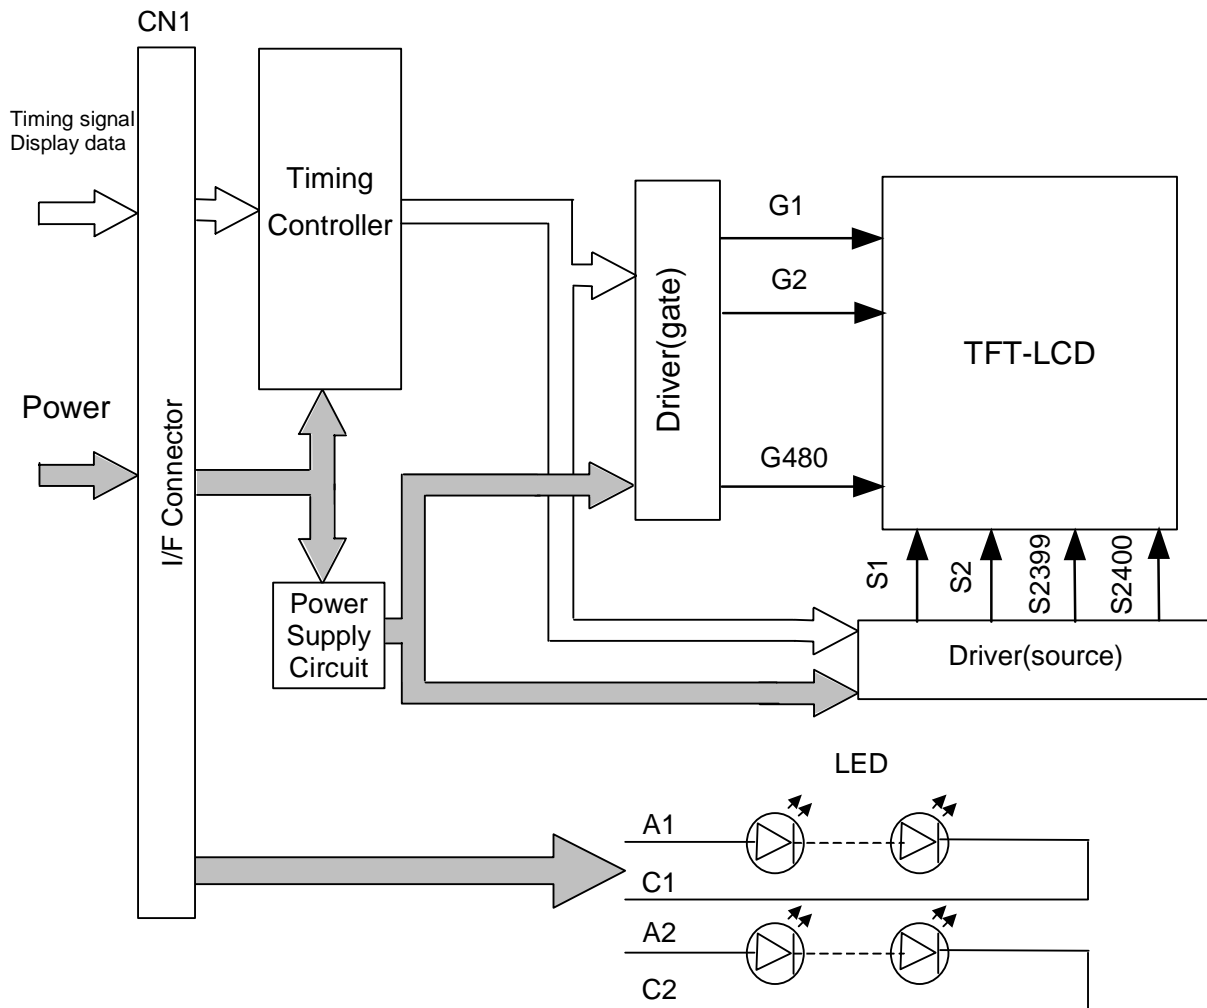 CN1
Timing signal
Display data
Power
I/F Connector
Timing
Controller
Power
Supply
Circuit
Driver(gate)
G1
G2
G480
TFT-LCD
S1
S2
S2399
S2400
Driver(source)
LED
A1
C1
A2
C2